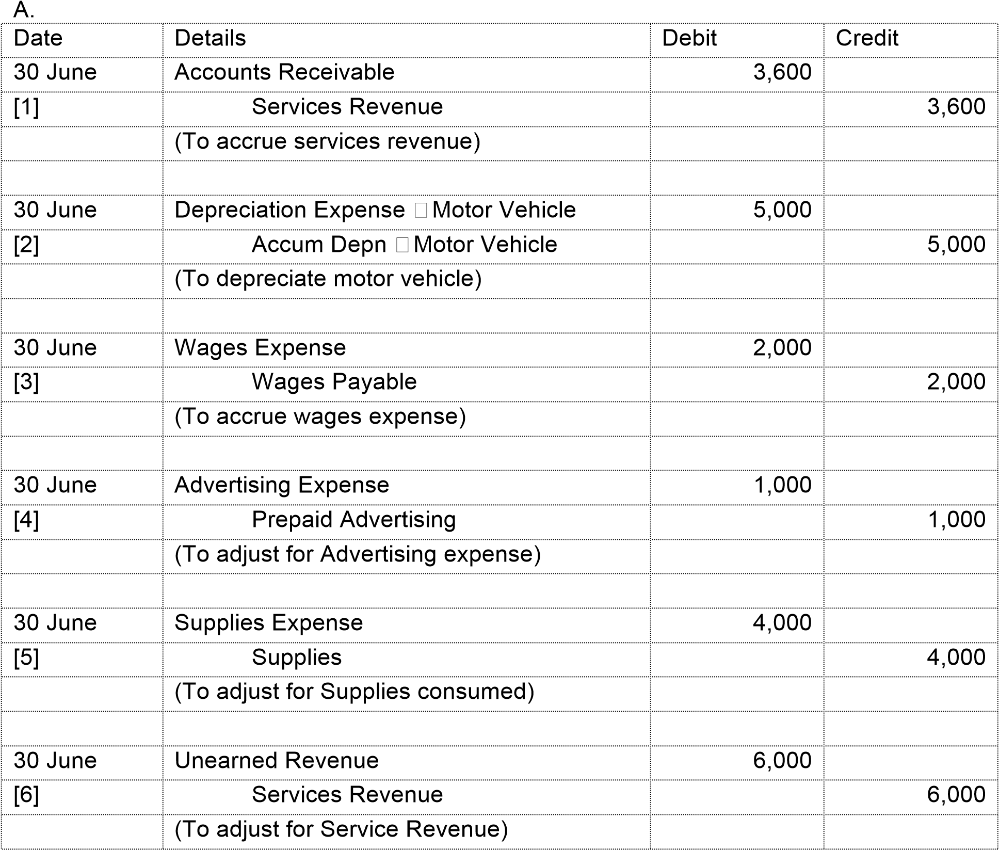 A.
Date Details Debit Credit
30 June Accounts Receivable 3,600
[1] Services Revenue 3,600
(To accrue services revenue)
30 June Depreciation Expense □ Motor Vehicle 5,000
[2] Accum Depn □ Motor Vehicle 5,000
(To depreciate motor vehicle)
30 June Wages Expense 2,000
[3] Wages Payable 2,000
(To accrue wages expense)
30 June Advertising Expense 1,000
[4] Prepaid Advertising 1,000
(To adjust for Advertising expense)
30 June Supplies Expense 4,000
[5] Supplies 4,000
(To adjust for Supplies consumed)
30 June Unearned Revenue 6,000
[6] Services Revenue 6,000
(To adjust for Service Revenue)